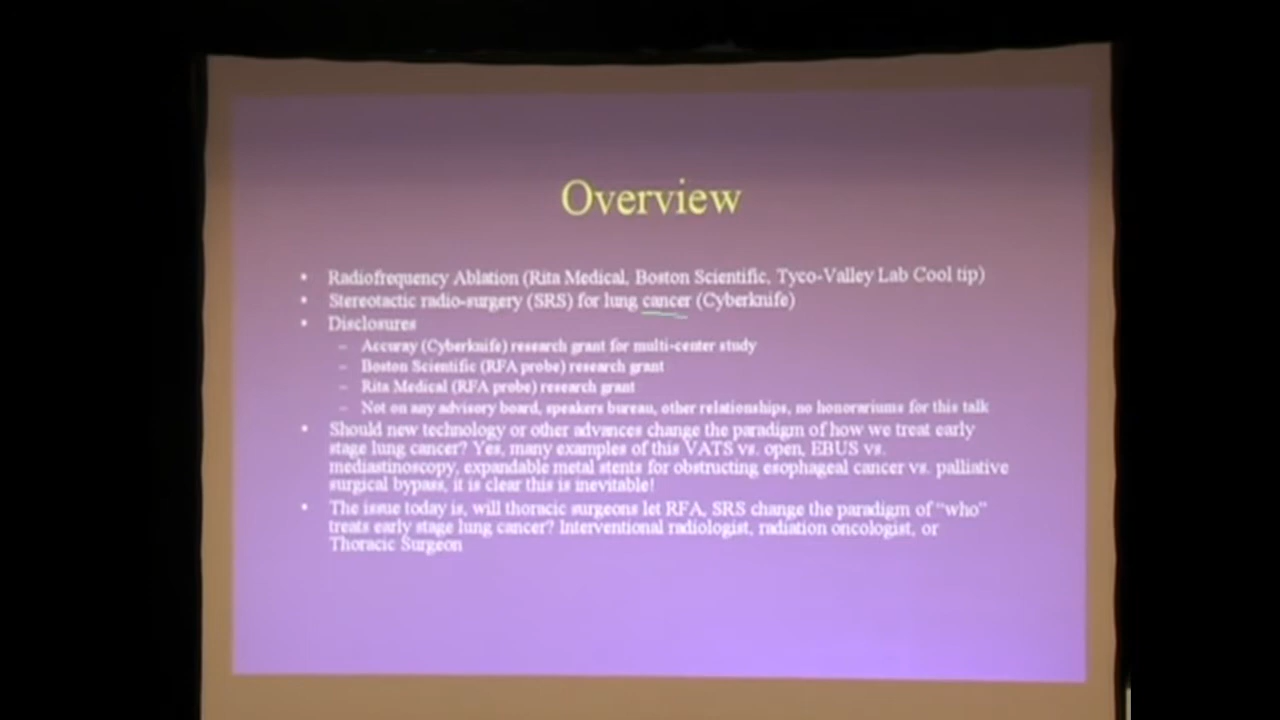 Overview
• Radiofrequency Ablation (Rita Medical, Boston Scientific, Tyco-Valley Lab Cool tip)
• Stereotactic radio-surgery (SRS) for lung cancer (Cyberknife)
• Disclosures
– Accuray (Cyberknife) research grant for multi-center study
– Boston Scientific (RFA probe) research grant
– Rita Medical (RFA probe) research grant
– Not on any advisory board, speakers bureau, other relationships, no honorariums for this talk
• Should new technology or other advances change the paradigm of how we treat early
stage lung cancer? Yes, many examples of this VATS vs. open, EBUS vs.
mediastinoscopy, expandable metal stents for obstructing esophageal cancer vs. palliative
surgical bypass, it is clear this is inevitable!
• The issue today is, will thoracic surgeons let RFA, SRS change the paradigm of "who"
treats early stage lung cancer? Interventional radiologist, radiation oncologist, or
Thoracic Surgeon